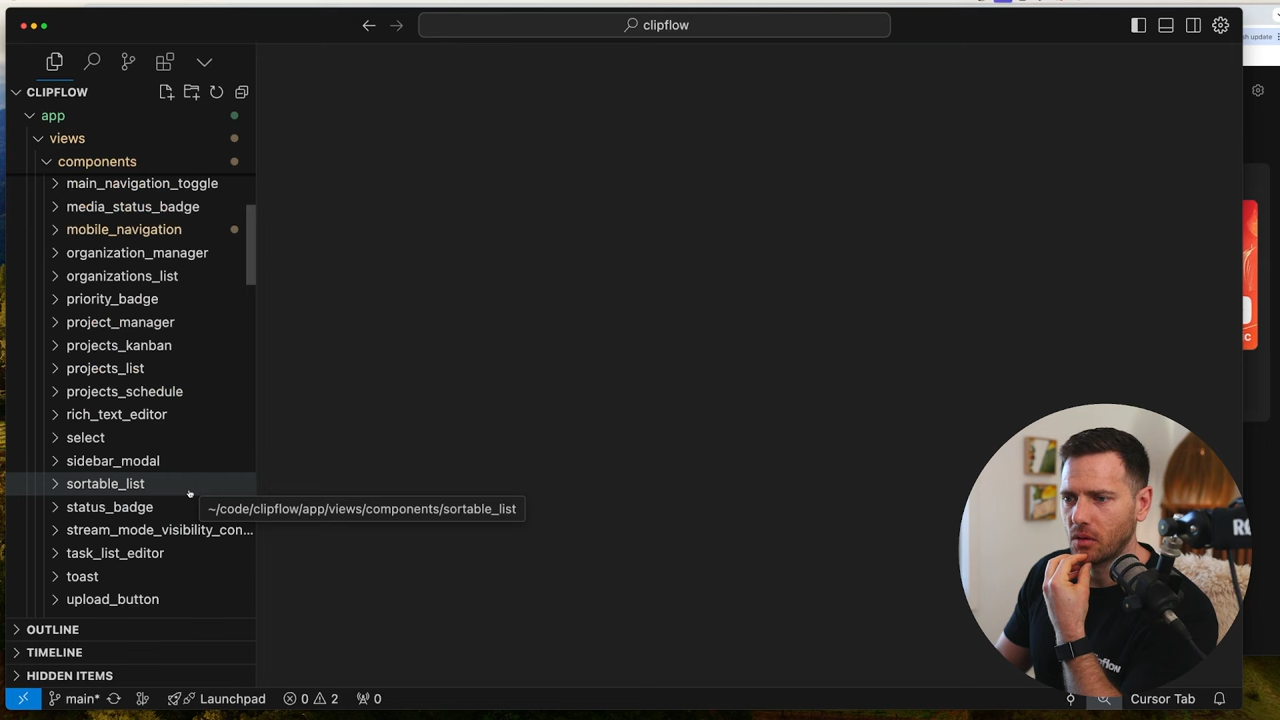 clipflow
sh update
CLIPFLOW
app
views
components
main_navigation_toggle
media_status_badge
mobile_navigation
organization_manager
organizations_list
priority_badge
project_manager
projects_kanban
projects_list
projects_schedule
rich_text_editor
select
sidebar_modal
sortable_list
~/code/clipflow/app/views/components/sortable_list
status_badge
stream_mode_visibility_con...
task_list_editor
toast
upload_button
OUTLINE
TIMELINE
HIDDEN ITEMS
main*
Launchpad
0
2
0
Cursor Tab